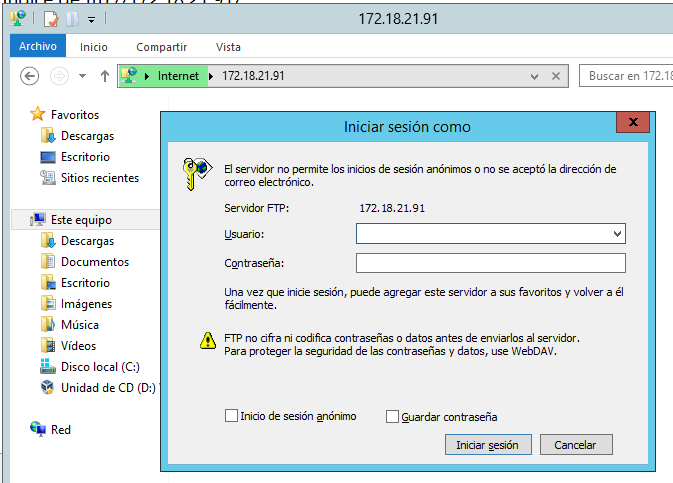 172.18.21.91
Archivo Inicio Compartir Vista
Internet 172.18.21.91 Buscar en 172.18
Favoritos
Descargas
Escritorio
Sitios recientes
Este equipo
Descargas
Documentos
Escritorio
Imágenes
Música
Vídeos
Disco local (C:)
Unidad de CD (D:)
Red
Iniciar sesión como
x
El servidor no permite los inicios de sesión anónimos o no se aceptó la dirección de
correo electrónico.
Servidor FTP: 172.18.21.91
Usuario:
Contraseña:
Una vez que inicie sesión, puede agregar este servidor a sus favoritos y volver a él
fácilmente.
FTP no cifra ni codifica contraseñas o datos antes de enviarlos al servidor.
Para proteger la seguridad de las contraseñas y datos, use WebDAV.
Inicio de sesión anónimo Guardar contraseña
Iniciar sesión Cancelar